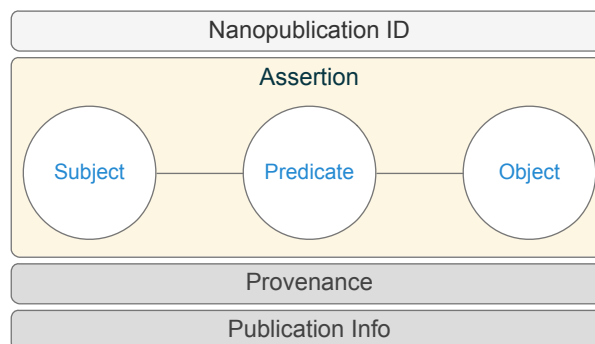 Nanopublication ID
Assertion
Subject Predicate Object
Provenance
Publication Info